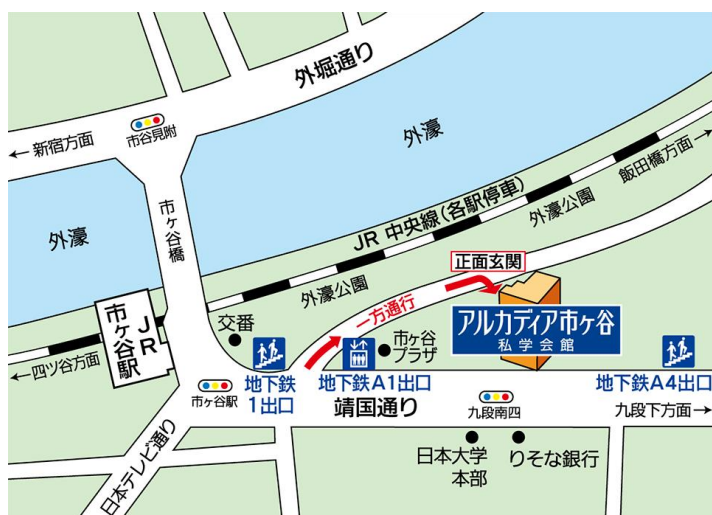 外堀通り
市谷見附
←新宿方面
外濠
飯田橋方面→
外濠公園
JR 中央線(各駅停車)
市ヶ谷橋
外濠
正面玄関
外濠公園
一方通行
アルカディア市ヶ谷
私学会館
JR
市ヶ谷駅
交番
市ヶ谷
プラザ
←四ツ谷方面
地下鉄
1出口
地下鉄A1出口
地下鉄A4出口
市ヶ谷駅
靖国通り
九段南四
九段下方面→
日本テレビ通り
日本大学
本部
りそな銀行